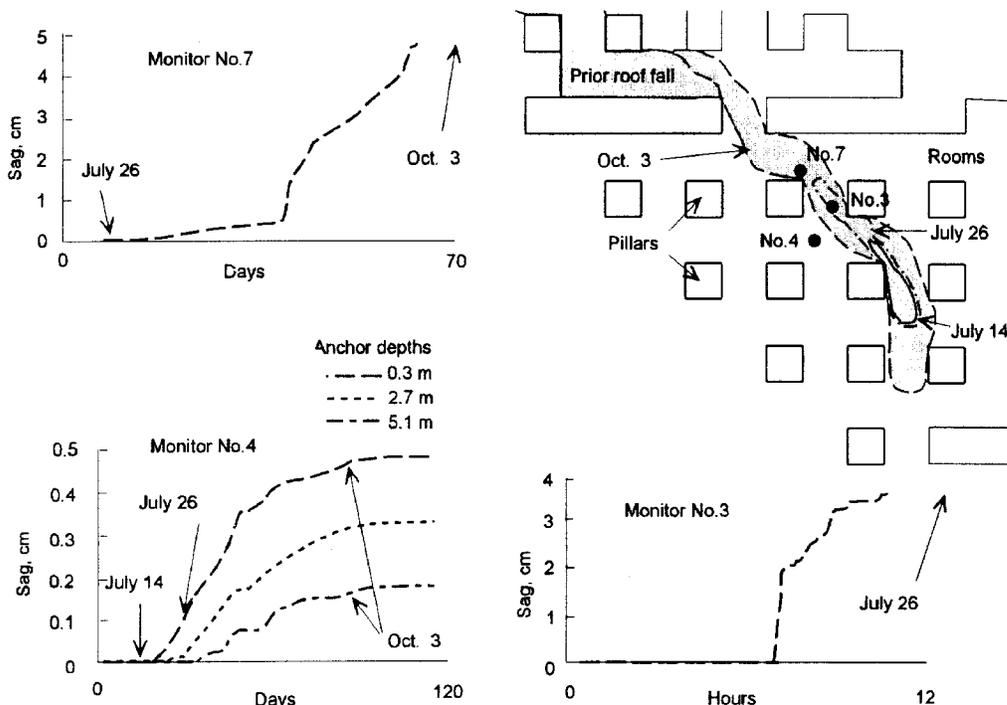 5
4
3
2
1
0
Sag, cm
Monitor No.7
July 26
Oct. 3
0
Days
70
Prior roof fall
Oct. 3
No.7
Rooms
No.3
No.4
Pillars
July 26
July 14
Anchor depths
0.3 m
2.7 m
5.1 m
Monitor No.4
0.5
0.4
0.3
0.2
0.1
0
Sag, cm
July 14
July 26
Oct. 3
0
Days
120
4
3
2
0
Sag, cm
Monitor No.3
July 26
0
Hours
12